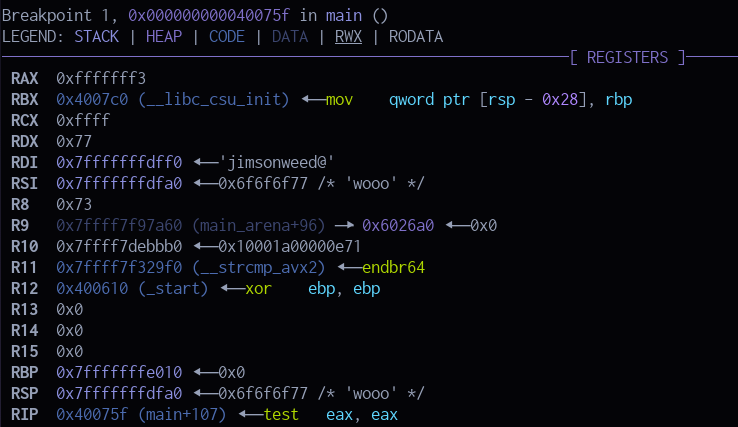 Breakpoint 1, 0x000000000040075f in main ()
LEGEND: STACK | HEAP | CODE | DATA | RWX | RODATA
[ REGISTERS ]
RAX 0xfffffff3
RBX 0x4007c0 (__libc_csu_init) ◂— mov qword ptr [rsp - 0x28], rbp
RCX 0xffff
RDX 0x77
RDI 0x7fffffffdff0 ◂— 'jimsonweed@'
RSI 0x7fffffffdfa0 ◂— 0x6f6f6f77 /* 'wooo' */
R8 0x73
R9 0x7ffff7f97a60 (main_arena+96) —▸ 0x6026a0 ◂— 0x0
R10 0x7ffff7debbb0 ◂— 0x10001a00000e71
R11 0x7ffff7f329f0 (__strcmp_avx2) ◂— endbr64
R12 0x400610 (_start) ◂— xor ebp, ebp
R13 0x0
R14 0x0
R15 0x0
RBP 0x7fffffffe010 ◂— 0x0
RSP 0x7fffffffdfa0 ◂— 0x6f6f6f77 /* 'wooo' */
RIP 0x40075f (main+107) ◂— test eax, eax